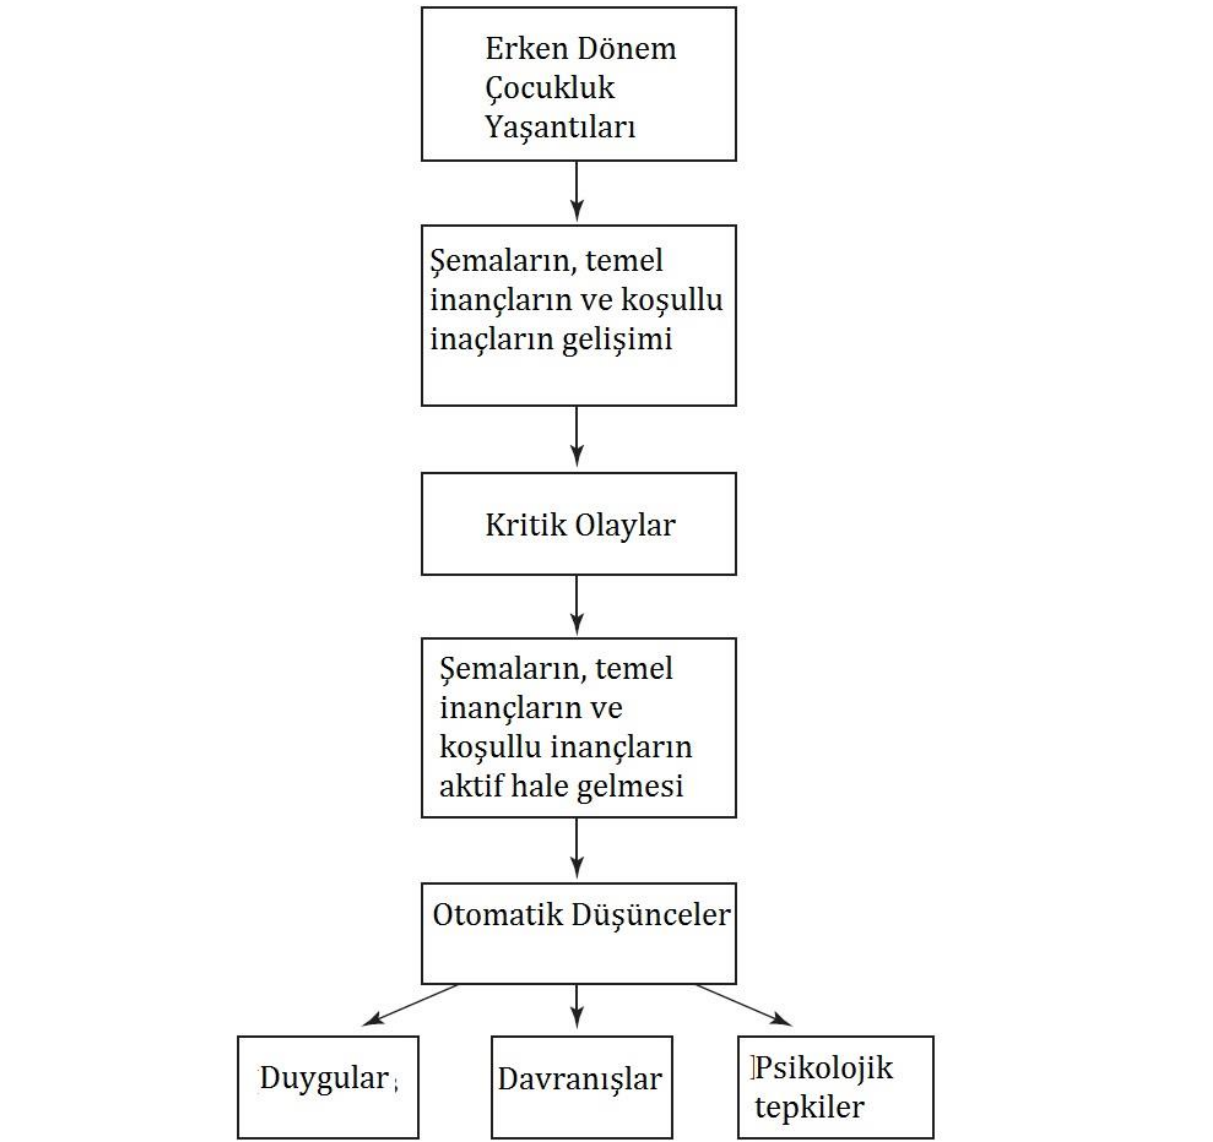 Erken Dönem
Çocukluk
Yaşantıları
Şemaların, temel
inançların ve koşullu
inaçların gelişimi
Kritik Olaylar
Şemaların, temel
inançların ve
koşullu inançların
aktif hale gelmesi
Otomatik Düşünceler
Duygular
Davranışlar
Psikolojik
tepkiler